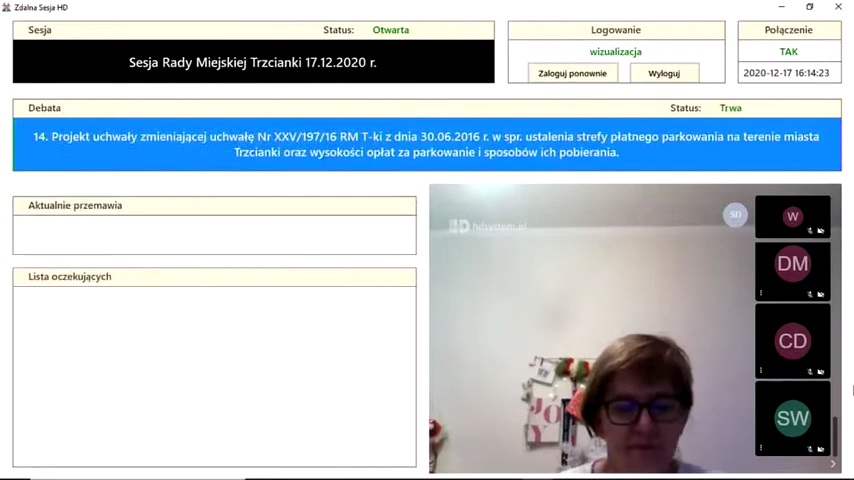 Zdalna Sesja HD
Sesja
Status: Otwarta
Sesja Rady Miejskiej Trzcianki 17.12.2020 r.
Logowanie
wizualizacja
Zaloguj ponownie
Wyloguj
Połączenie
TAK
2020-12-17 16:14:23
Debata
Status: Trwa
14. Projekt uchwały zmieniającej uchwałę Nr XXV/197/16 RM T-ki z dnia 30.06.2016 r. w spr. ustalenia strefy płatnego parkowania na terenie miasta
Trzcianki oraz wysokości opłat za parkowanie i sposobów ich pobierania.
Aktualnie przemawia
Lista oczekujących
hdsystem.pl
SD
W
DM
CD
SW
JO
Y